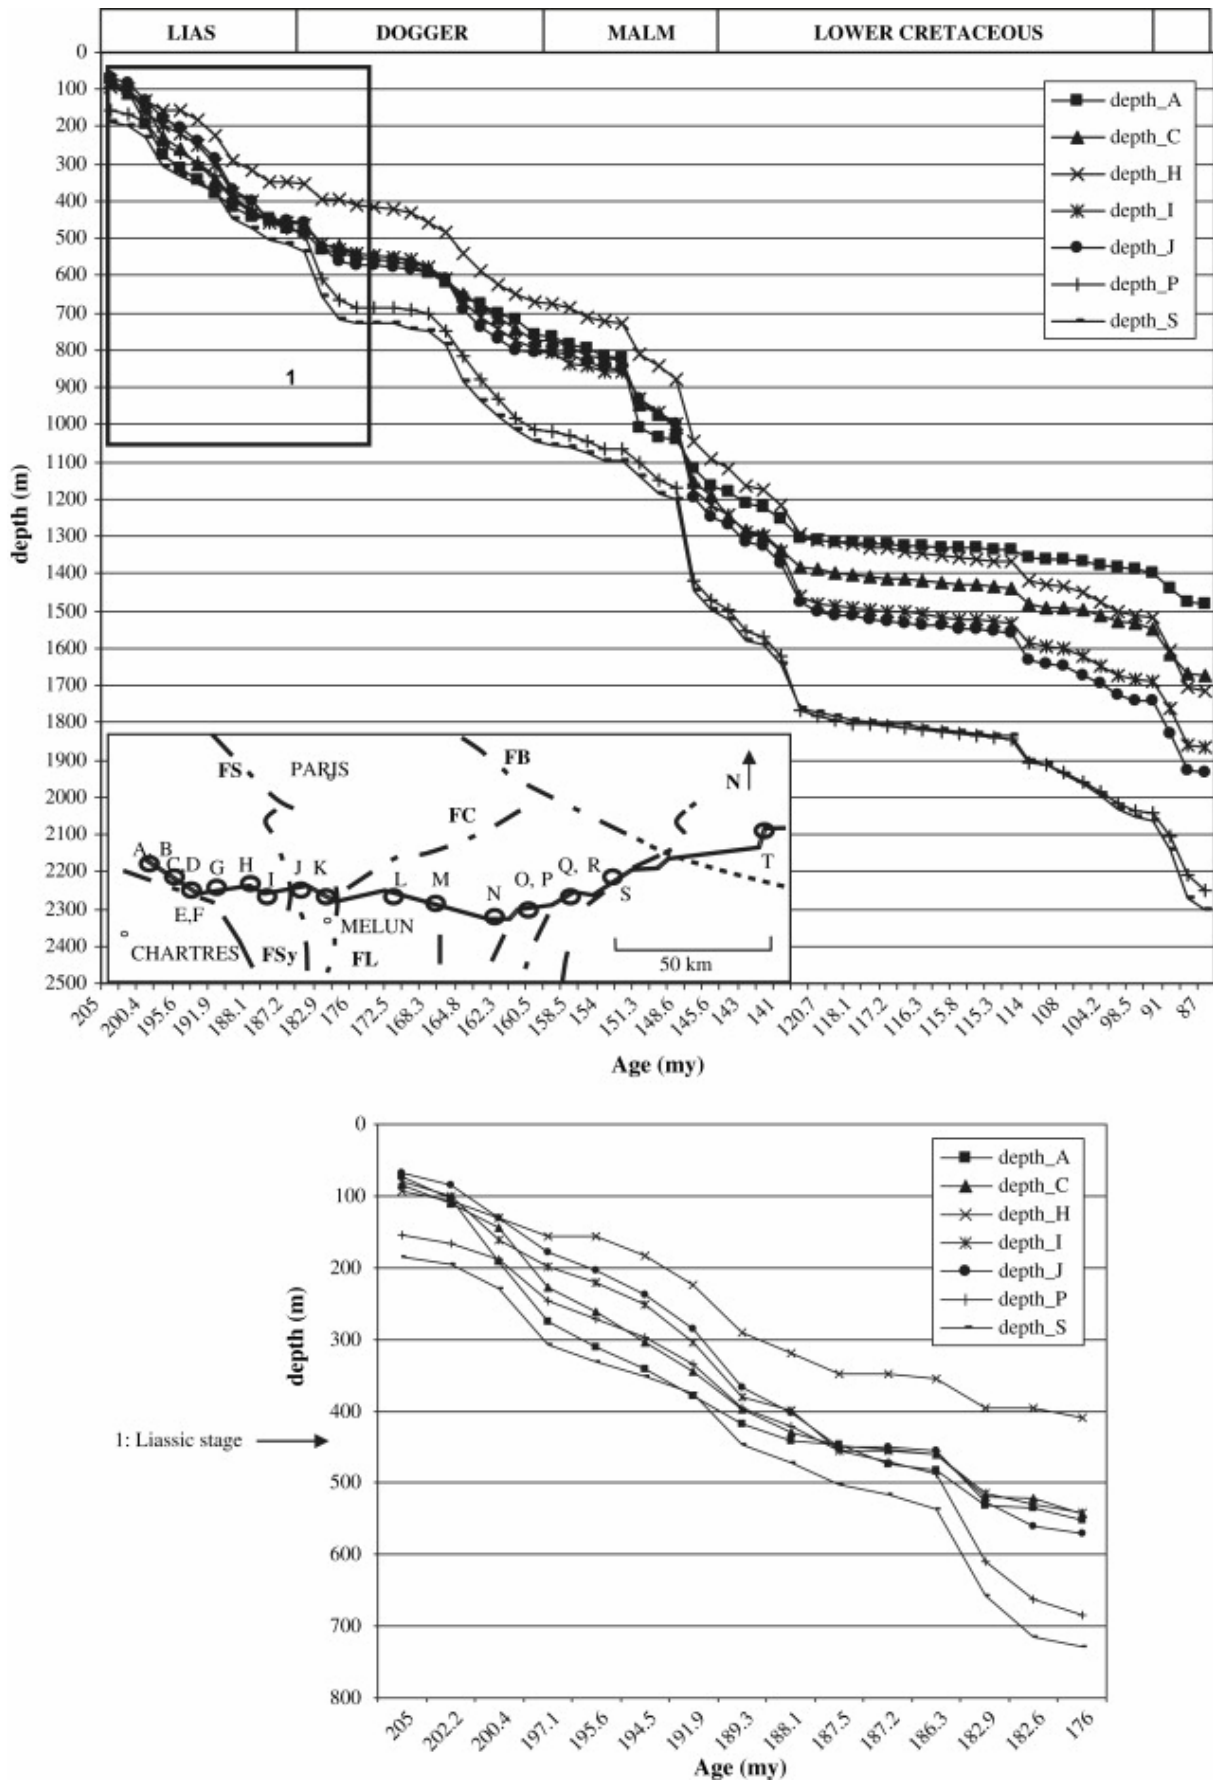 LIAS DOGGER MALM LOWER CRETACEOUS
0
100
200
300
400
500
600
700
800
900
1000
1100
1200
1300
1400
1500
1600
1700
1800
1900
2000
2100
2200
2300
2400
2500
depth (m)
depth_A
depth_C
depth_H
depth_I
depth_J
depth_P
depth_S
1
FS PARIS FB N
FC
A, B
C, D G H I J K L M N O, P Q, R S T
E,F
CHARTRES FSy MELUN FL
50 km
205 200.4 195.6 191.9 188.1 187.2 182.9 176 172.5 168.3 164.8 162.3 160.5 158.5 154 151.3 148.6 145.6 143 141 120.7 118.1 117.2 116.3 115.8 115.3 114 108 104.2 98.5 91 87
Age (my)
0
100
200
300
400
500
600
700
800
depth (m)
depth_A
depth_C
depth_H
depth_I
depth_J
depth_P
depth_S
1: Liassic stage
205 202.2 200.4 197.1 195.6 194.5 191.9 189.3 188.1 187.5 187.2 186.3 182.9 182.6 176
Age (my)